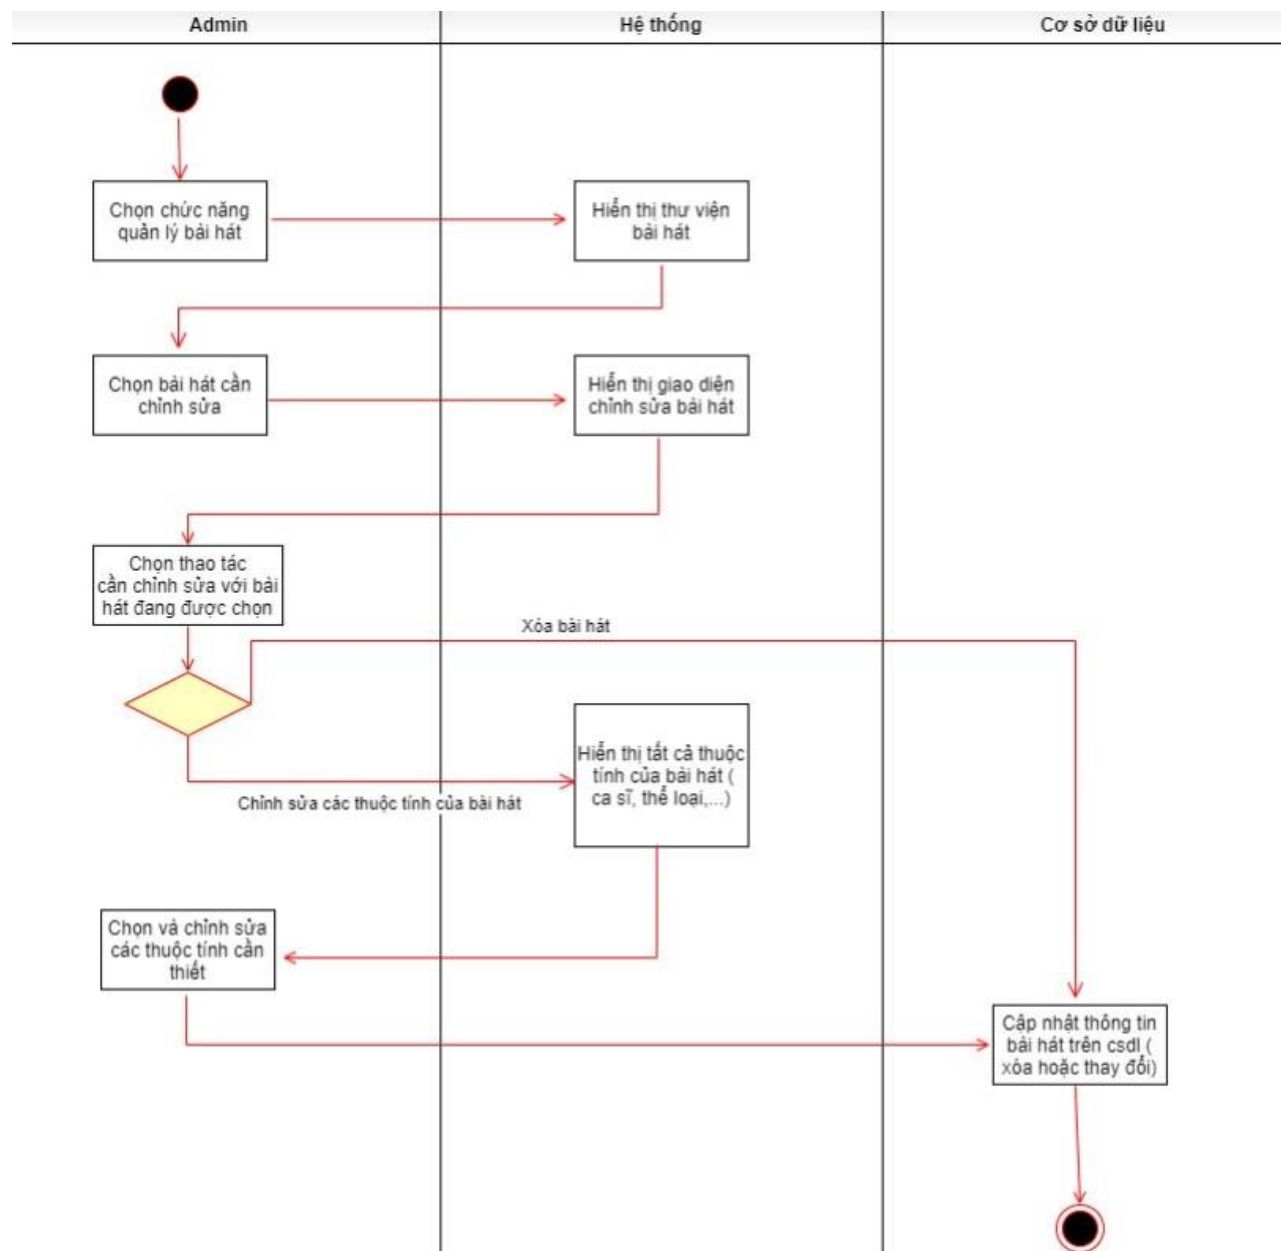 Admin
Hệ thống
Cơ sở dữ liệu
Chọn chức năng
quản lý bài hát
Hiển thị thư viện
bài hát
Chọn bài hát cần
chỉnh sửa
Hiển thị giao diện
chỉnh sửa bài hát
Chọn thao tác
cần chỉnh sửa với bài
hát đang được chọn
Xóa bài hát
Hiển thị tất cả thuộc
tính của bài hát (
ca sĩ, thể loại,...)
Chỉnh sửa các thuộc tính của bài hát
Chọn và chỉnh sửa
các thuộc tính cần
thiết
Cập nhật thông tin
bài hát trên csdl (
xóa hoặc thay đổi)